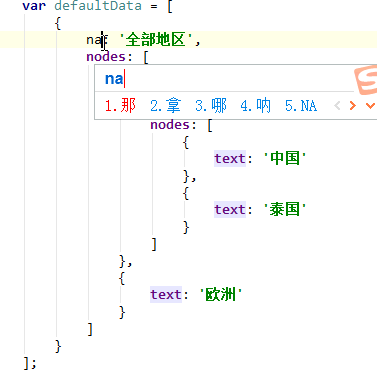 var defaultData = [
{
na: '全部地区',
nodes: [
na
1.那 2.拿 3.哪 4.呐 5.NA
nodes: [
{
text: '中国'
},
{
text: '泰国'
}
]
},
{
text: '欧洲'
}
]
}
];